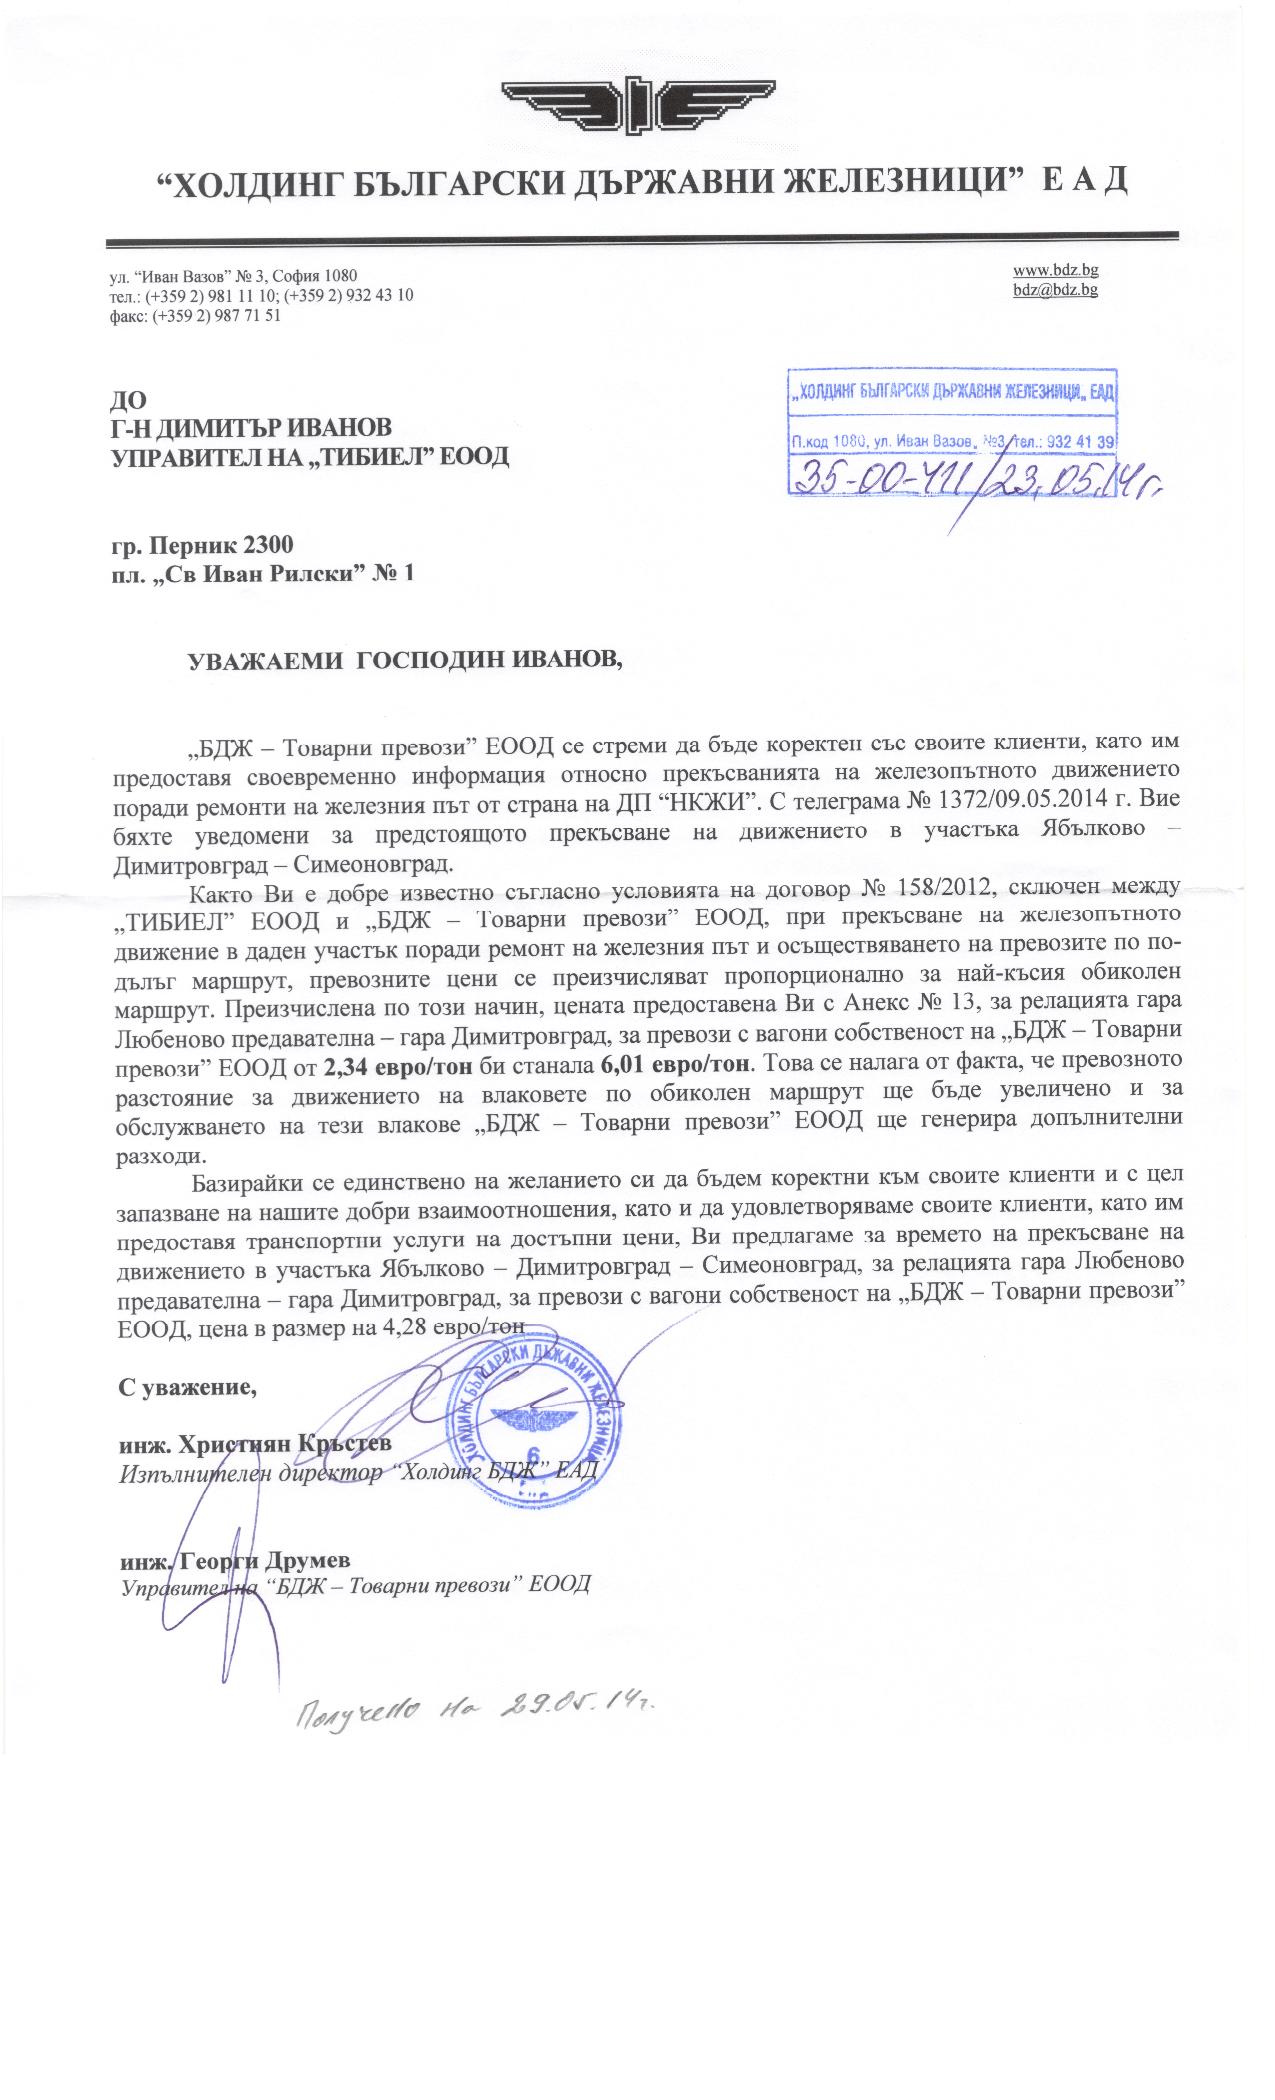 “ХОЛДИНГ БЪЛГАРСКИ ДЪРЖАВНИ ЖЕЛЕЗНИЦИ” Е А Д
ул. “Иван Вазов” № 3, София 1080
тел.: (+359 2) 981 11 10; (+359 2) 932 43 10
факс: (+359 2) 987 71 51
www.bdz.bg
bdz@bdz.bg
ДО
Г-Н ДИМИТЪР ИВАНОВ
УПРАВИТЕЛ НА „ТИБИЕЛ” ЕООД
„ХОЛДИНГ БЪЛГАРСКИ ДЪРЖАВНИ ЖЕЛЕЗНИЦИ„ ЕАД
П.код 1080, ул. Иван Вазов„ №3, тел.: 932 41 39
35-00-411/23.05.14г.
гр. Перник 2300
пл. „Св Иван Рилски” № 1
УВАЖАЕМИ ГОСПОДИН ИВАНОВ,
„БДЖ – Товарни превози” ЕООД се стреми да бъде коректен със своите клиенти, като им
предоставя своевременно информация относно прекъсванията на железопътното движението
поради ремонти на железния път от страна на ДП “НКЖИ”. С телеграма № 1372/09.05.2014 г. Вие
бяхте уведомени за предстоящото прекъсване на движението в участъка Ябълково –
Димитровград – Симеоновград.
Както Ви е добре известно съгласно условията на договор № 158/2012, сключен между
„ТИБИЕЛ” ЕООД и „БДЖ – Товарни превози” ЕООД, при прекъсване на железопътното
движение в даден участък поради ремонт на железния път и осъществяването на превозите по по-
дълъг маршрут, превозните цени се преизчисляват пропорционално за най-късия обиколен
маршрут. Преизчислена по този начин, цената предоставена Ви с Анекс № 13, за релацията гара
Любеново предавателна – гара Димитровград, за превози с вагони собственост на „БДЖ – Товарни
превози” ЕООД от 2,34 евро/тон би станала 6,01 евро/тон. Това се налага от факта, че превозното
разстояние за движението на влаковете по обиколен маршрут ще бъде увеличено и за
обслужването на тези влакове „БДЖ – Товарни превози” ЕООД ще генерира допълнителни
разходи.
Базирайки се единствено на желанието си да бъдем коректни към своите клиенти и с цел
запазване на нашите добри взаимоотношения, като и да удовлетворяваме своите клиенти, като им
предоставя транспортни услуги на достъпни цени, Ви предлагаме за времето на прекъсване на
движението в участъка Ябълково – Димитровград – Симеоновград, за релацията гара Любеново
предавателна – гара Димитровград, за превози с вагони собственост на „БДЖ – Товарни превози”
ЕООД, цена в размер на 4,28 евро/тон
С уважение,
ХОЛДИНГ БЪЛГАРСКИ ДЪЖАВНИ ЖЕЛЕЗНИЦИ
6
инж. Християн Кръстев
Изпълнителен директор “Холдинг БДЖ” ЕАД
инж. Георги Друмев
Управител на “БДЖ – Товарни превози” ЕООД
Получено на 29.05.14г.